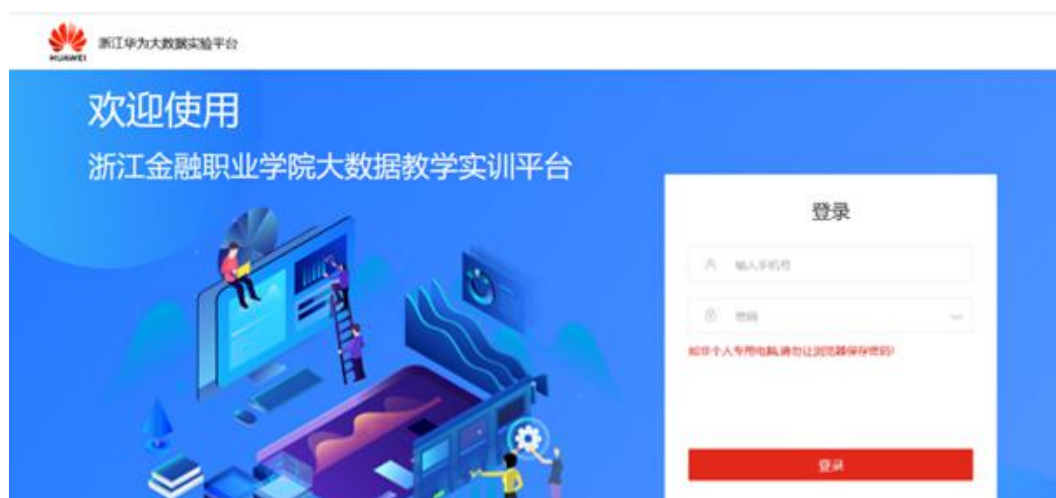 HUAWEI
浙江华为大数据实验平台
欢迎使用
浙江金融职业学院大数据教学实训平台
登录
输入手机号
密码
如非个人专用电脑,请勿让浏览器保存密码!
登录